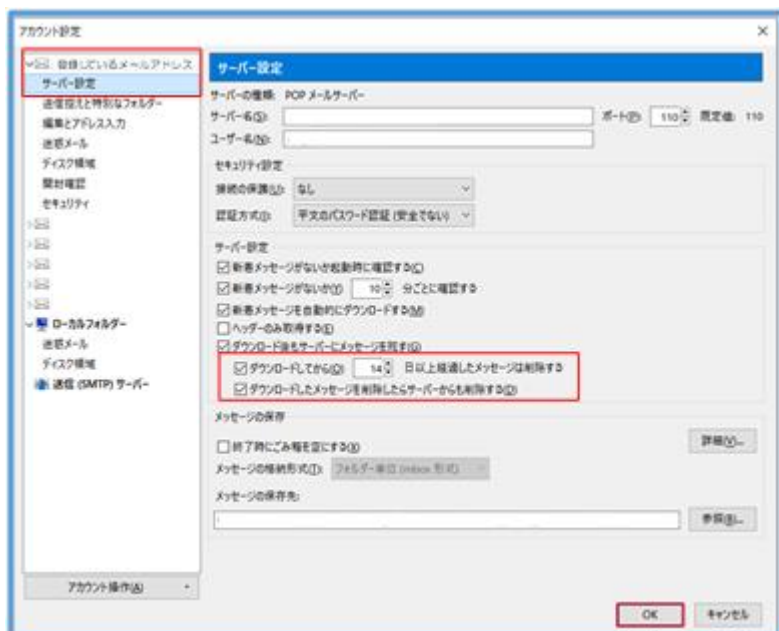 アカウント設定
登録しているメールアドレス
サーバー設定
送信控えと特別なフォルダー
編集とアドレス入力
迷惑メール
ディスク領域
開封確認
セキュリティ
ローカルフォルダー
迷惑メール
ディスク領域
送信 (SMTP) サーバー
アカウント操作(A)
サーバー設定
サーバーの種類: POP メールサーバー
サーバー名(S):
ポート(P): 110 既定値: 110
ユーザー名(N):
セキュリティ設定
接続の保護(U): なし
認証方式(I): 平文のパスワード認証 (安全でない)
サーバー設定
新着メッセージがないか起動時に確認する(C)
新着メッセージがないか(Y) 10 分ごとに確認する
新着メッセージを自動的にダウンロードする(M)
ヘッダーのみ取得する(E)
ダウンロード後もサーバーにメッセージを残す(G)
ダウンロードしてから(O) 14 日以上経過したメッセージは削除する
ダウンロードしたメッセージを削除したらサーバーからも削除する(D)
メッセージの保存
終了時にごみ箱を空にする(X)
詳細(V)...
メッセージの格納形式(T): フォルダー単位 (mbox 形式)
メッセージの保存先:
参照(B)...
OK
キャンセル